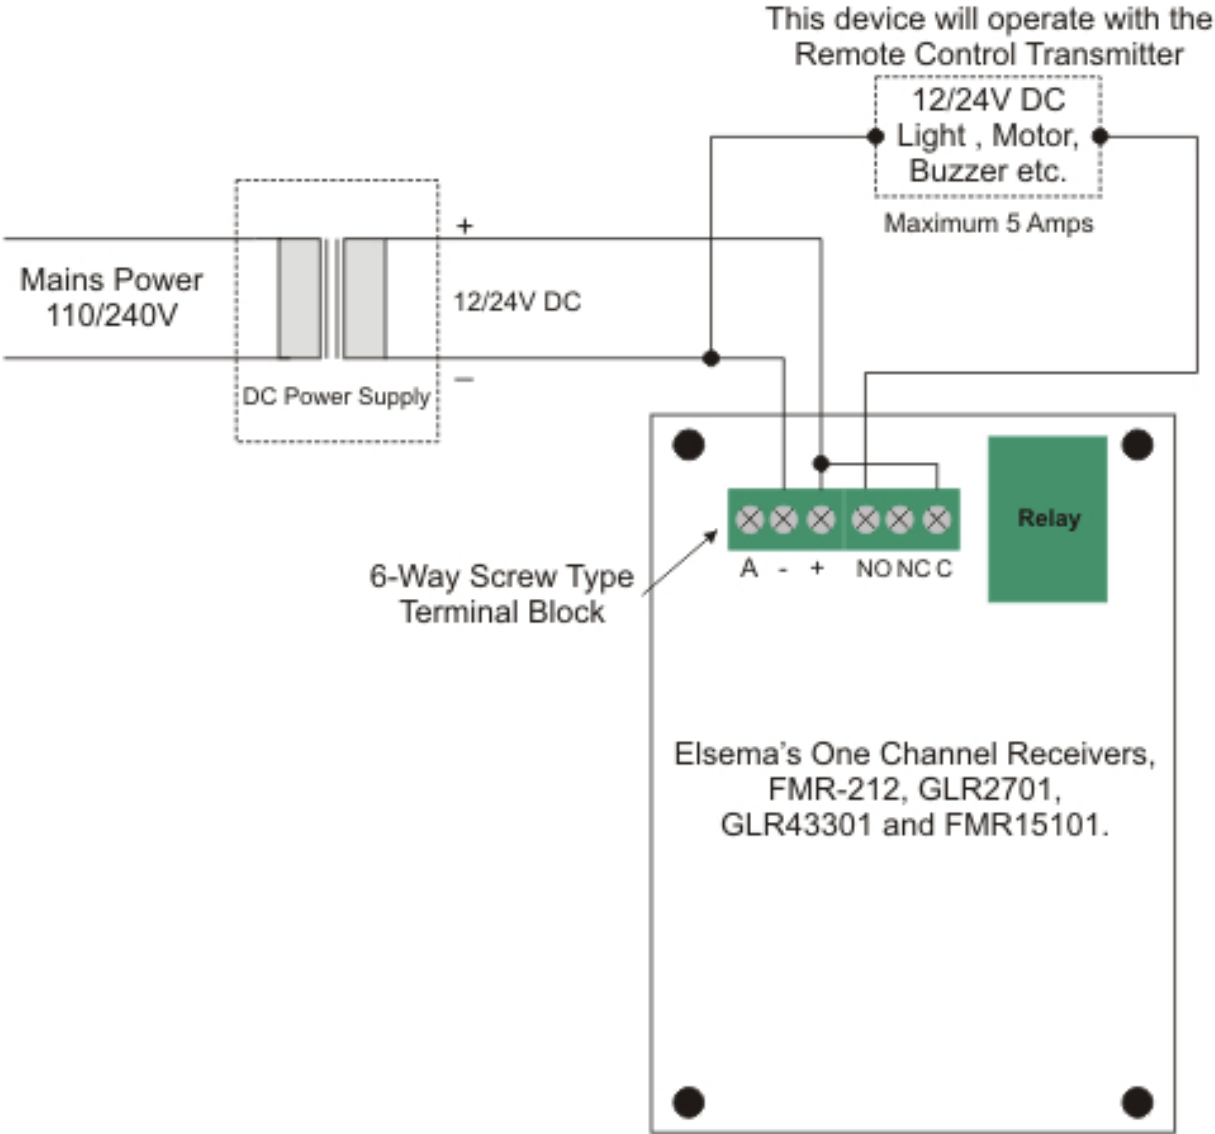 This device will operate with the
Remote Control Transmitter
12/24V DC
Light , Motor,
Buzzer etc.
Maximum 5 Amps
+
Mains Power
110/240V
12/24V DC
–
DC Power Supply
Relay
A - + NO NC C
6-Way Screw Type
Terminal Block
Elsema’s One Channel Receivers,
FMR-212, GLR2701,
GLR43301 and FMR15101.